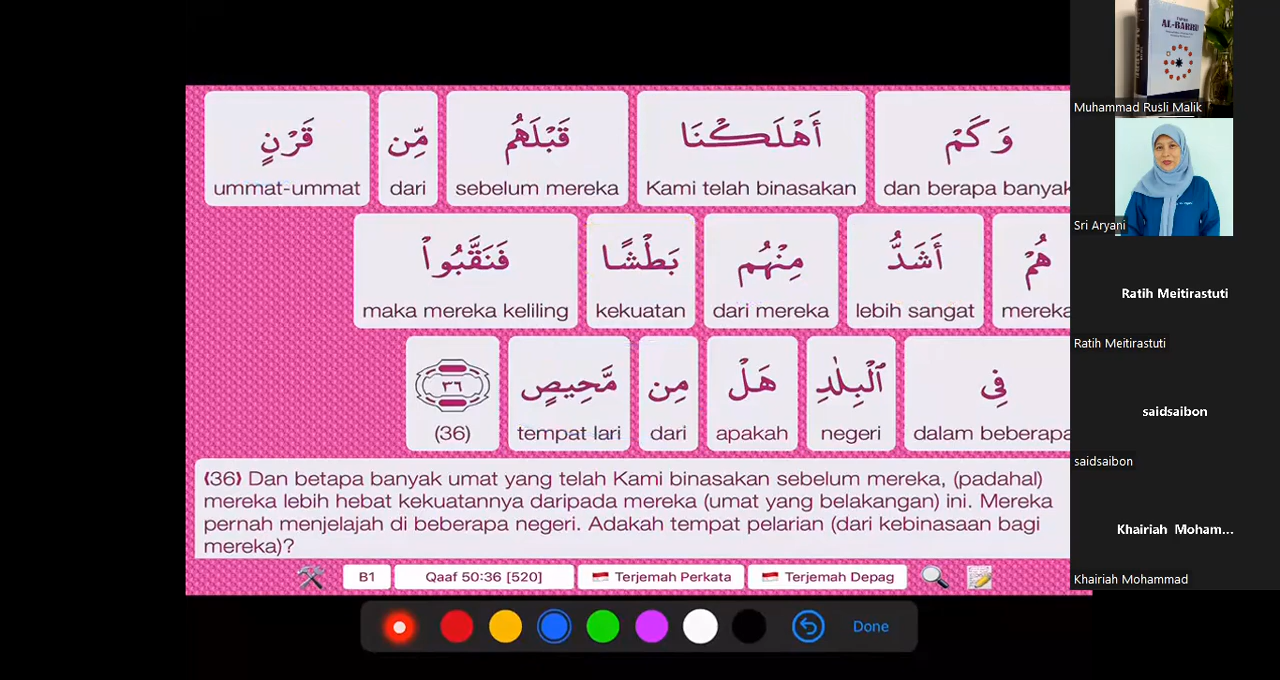 وَكَمْ أَهْلَكْنَا قَبْلَهُم مِّن قَرْنٍ
dan berapa banyak Kami telah binasakan sebelum mereka dari ummat-ummat
هُمْ أَشَدُّ مِنْهُم بَطْشًا فَنَقَّبُوا۟
mereka lebih sangat dari mereka kekuatan maka mereka keliling
فِى ٱلْبِلَٰدِ هَلْ مِن مَّحِيصٍ ٣٦
dalam beberapa negeri apakah dari tempat lari (36)
(36) Dan betapa banyak umat yang telah Kami binasakan sebelum mereka, (padahal)
mereka lebih hebat kekuatannya daripada mereka (umat yang belakangan) ini. Mereka
pernah menjelajah di beberapa negeri. Adakah tempat pelarian (dari kebinasaan bagi
mereka)?
B1 Qaaf 50:36 [520] Terjemah Perkata Terjemah Depag
Done
AL-BARRU
Muhammad Rusli Malik
Sri Aryani
Ratih Meitirastuti
Ratih Meitirastuti
saidsaibon
saidsaibon
Khairiah Moham...
Khairiah Mohammad